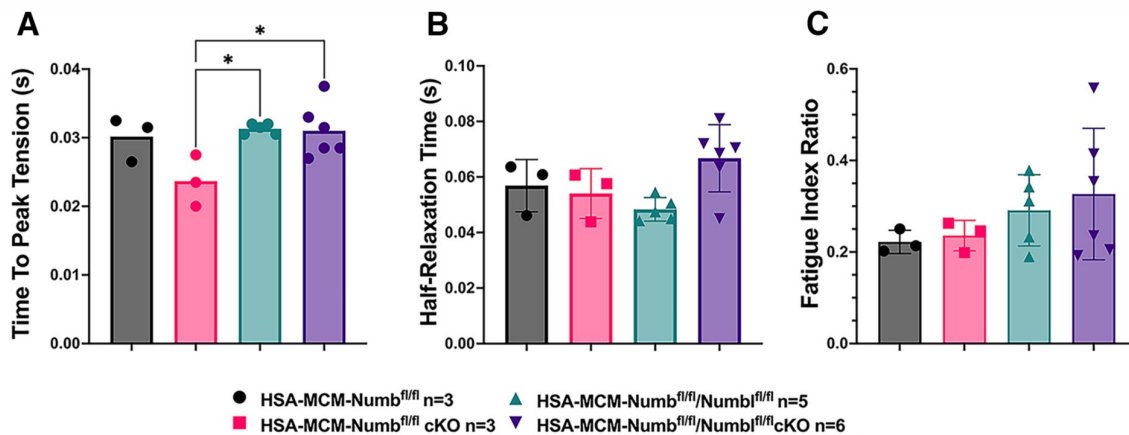 A
B
C
Time To Peak Tension (s)
0.04
0.03
0.02
0.01
0.00
*
*
Half-Relaxation Time (s)
0.10
0.08
0.06
0.04
0.02
0.00
Fatigue Index Ratio
0.6
0.4
0.2
0.0
HSA-MCM-Numbfl/fl n=3
HSA-MCM-Numbfl/fl/Numblfl/fl n=5
HSA-MCM-Numbfl/fl cKO n=3
HSA-MCM-Numbfl/fl/Numblfl/flcKO n=6